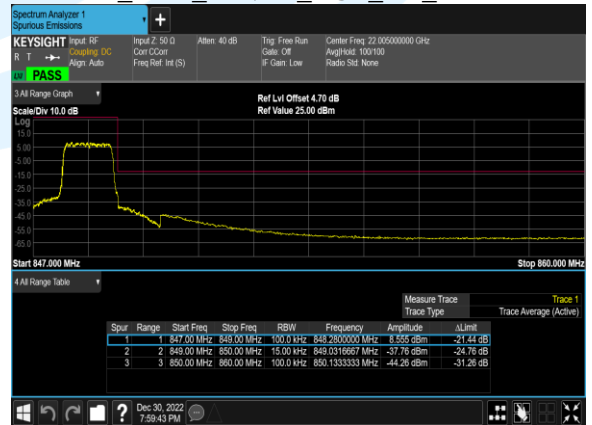 Spectrum Analyzer 1
Spurious Emissions
+
KEYSIGHT Input: RF Input Z: 50 Ω Atten: 40 dB Trig: Free Run Center Freq: 22.005000000 GHz
R T Coupling: DC Corr CCorr Gate: Off Avg|Hold: 100/100
Align: Auto Freq Ref: Int (S) IF Gain: Low Radio Std: None
PASS
3 All Range Graph
Ref Lvl Offset 4.70 dB
Scale/Div 10.0 dB Ref Value 25.00 dBm
Log
15.0
5.00
-5.00
-15.0
-25.0
-35.0
-45.0
-55.0
-65.0
Start 847.000 MHz Stop 860.000 MHz
4 All Range Table
Measure Trace Trace 1
Trace Type Trace Average (Active)
Spur Range Start Freq Stop Freq RBW Frequency Amplitude ΔLimit
1 1 847.00 MHz 849.00 MHz 100.0 kHz 848.2800000 MHz 8.555 dBm -21.44 dB
2 2 849.00 MHz 850.00 MHz 15.00 kHz 849.0316667 MHz -37.76 dBm -24.76 dB
3 3 850.00 MHz 860.00 MHz 100.0 kHz 850.1333333 MHz -44.26 dBm -31.26 dB
? Dec 30, 2022
7:59:43 PM